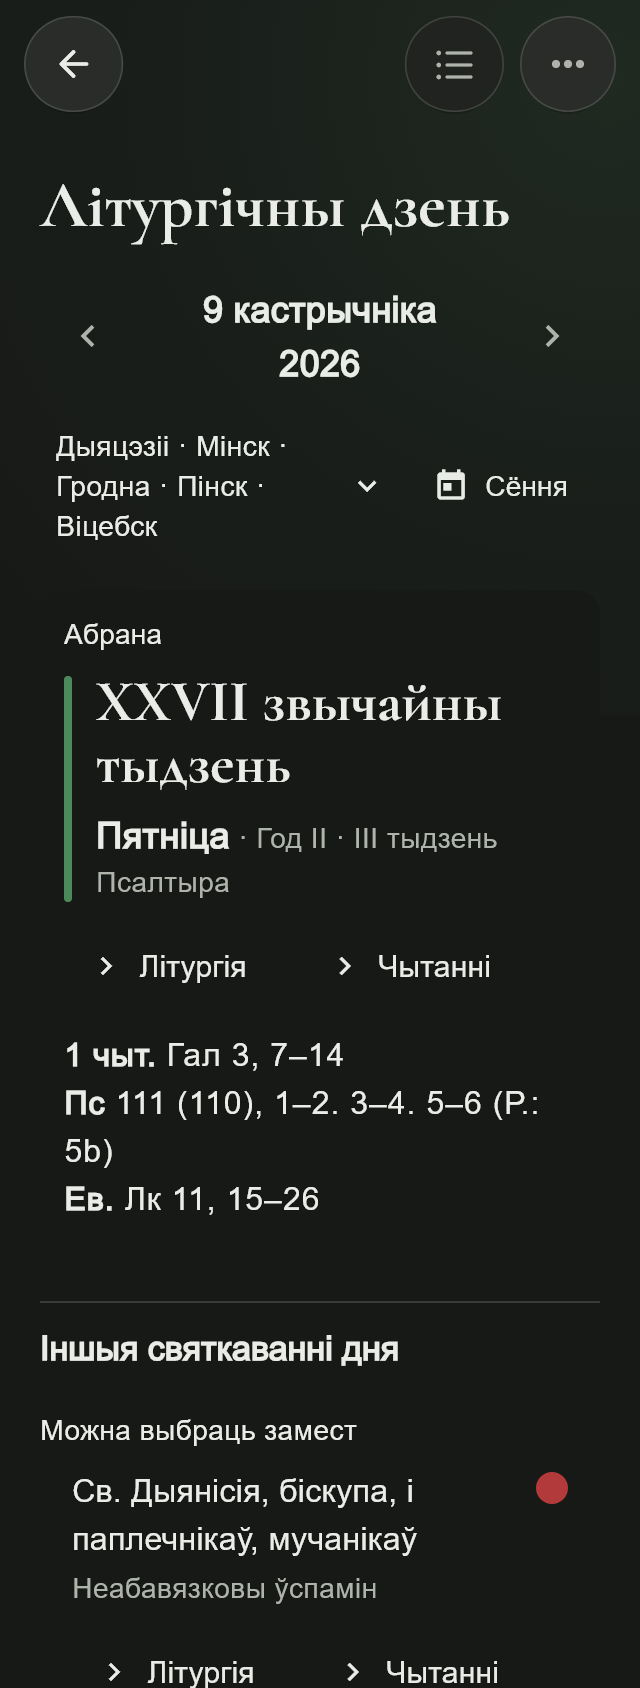 Літургічны дзень
9 кастрычніка
2026
Дыяцэзіі · Мінск ·
Гродна · Пінск ·
Віцебск
Сёння
Абрана
XXVII звычайны
тыдзень
Пятніца · Год II · III тыдзень
Псалтыра
Літургія Чытанні
1 чыт. Гал 3, 7–14
Пс 111 (110), 1–2. 3–4. 5–6 (Р.:
5b)
Ев. Лк 11, 15–26
Іншыя святкаванні дня
Можна выбраць замест
Св. Дыянісія, біскупа, і
паплечнікаў, мучанікаў
Неабавязковы ўспамін
Літургія Чытанні